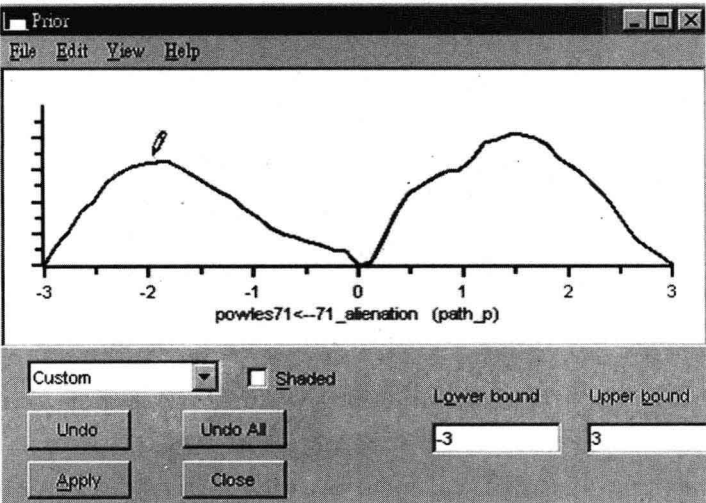 Prior
File Edit View Help
-3 -2 -1 0 1 2 3
powles71<--71_alienation (path_p)
Custom
Shaded
Lower bound Upper bound
Undo Undo All
-3 3
Apply Close